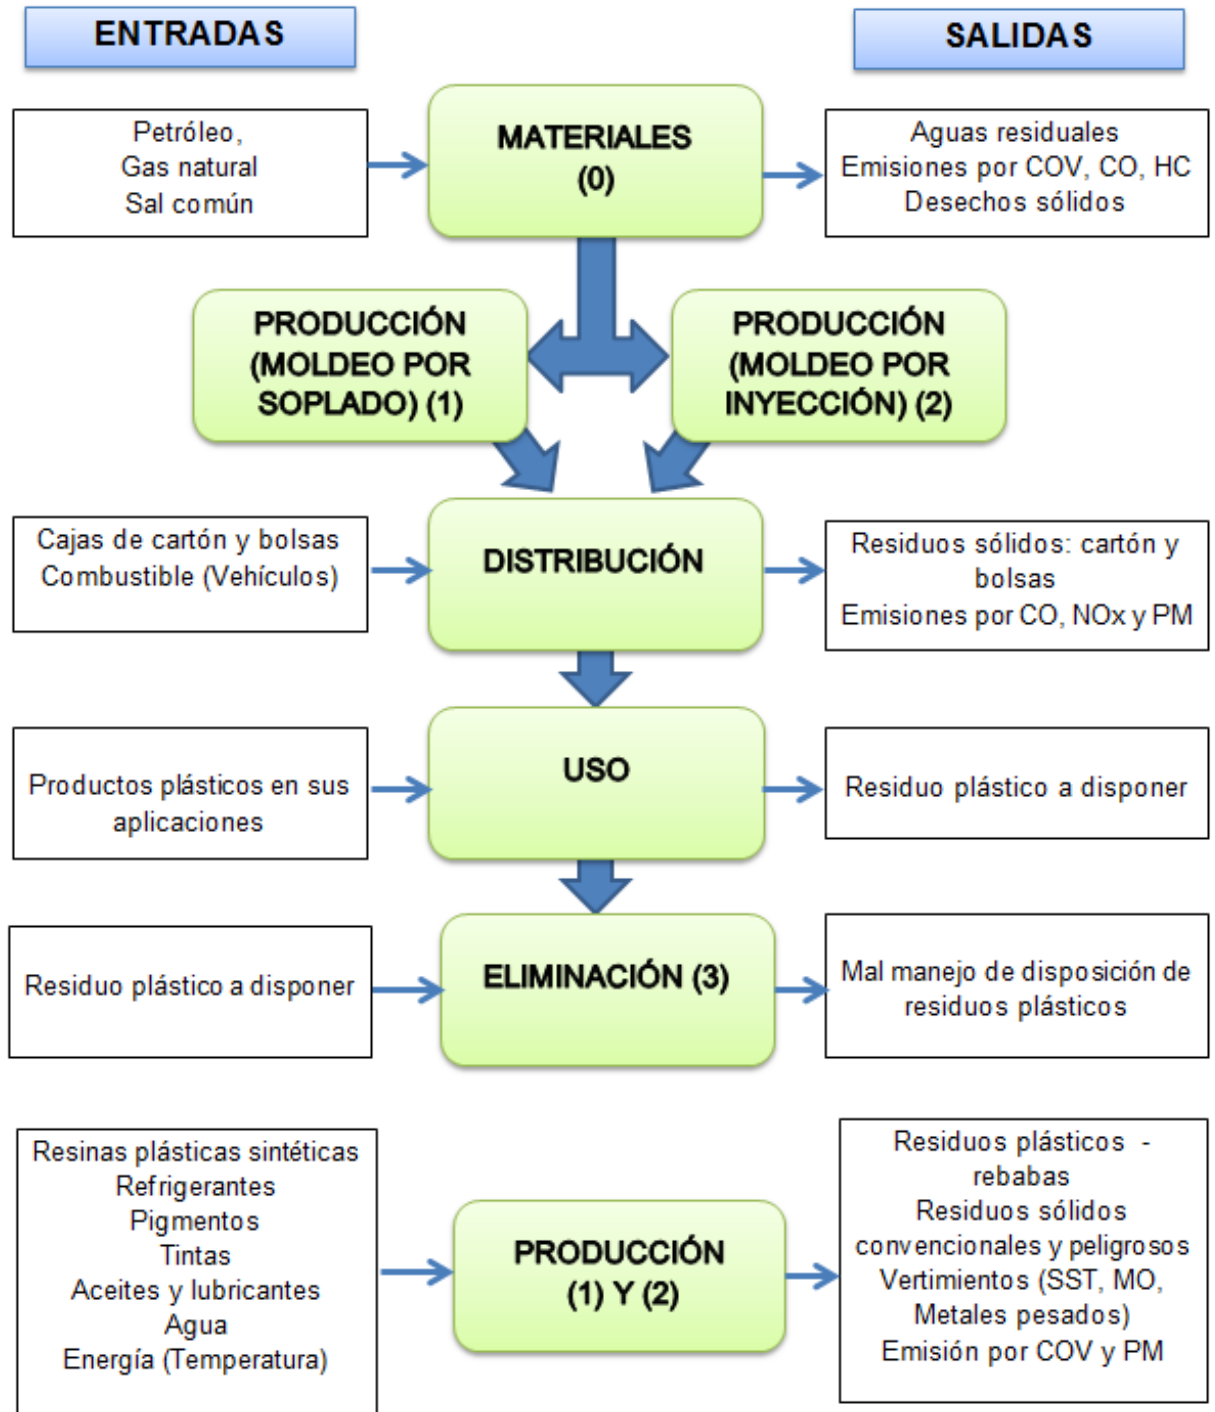 ENTRADAS
SALIDAS
Petróleo,
Gas natural
Sal común
MATERIALES
(0)
Aguas residuales
Emisiones por COV, CO, HC
Desechos sólidos
PRODUCCIÓN
(MOLDEO POR
SOPLADO) (1)
PRODUCCIÓN
(MOLDEO POR
INYECCIÓN) (2)
Cajas de cartón y bolsas
Combustible (Vehículos)
DISTRIBUCIÓN
Residuos sólidos: cartón y
bolsas
Emisiones por CO, NOx y PM
Productos plásticos en sus
aplicaciones
USO
Residuo plástico a disponer
Residuo plástico a disponer
ELIMINACIÓN (3)
Mal manejo de disposición de
residuos plásticos
Resinas plásticas sintéticas
Refrigerantes
Pigmentos
Tintas
Aceites y lubricantes
Agua
Energía (Temperatura)
PRODUCCIÓN
(1) Y (2)
Residuos plásticos -
rebabas
Residuos sólidos
convencionales y peligrosos
Vertimientos (SST, MO,
Metales pesados)
Emisión por COV y PM